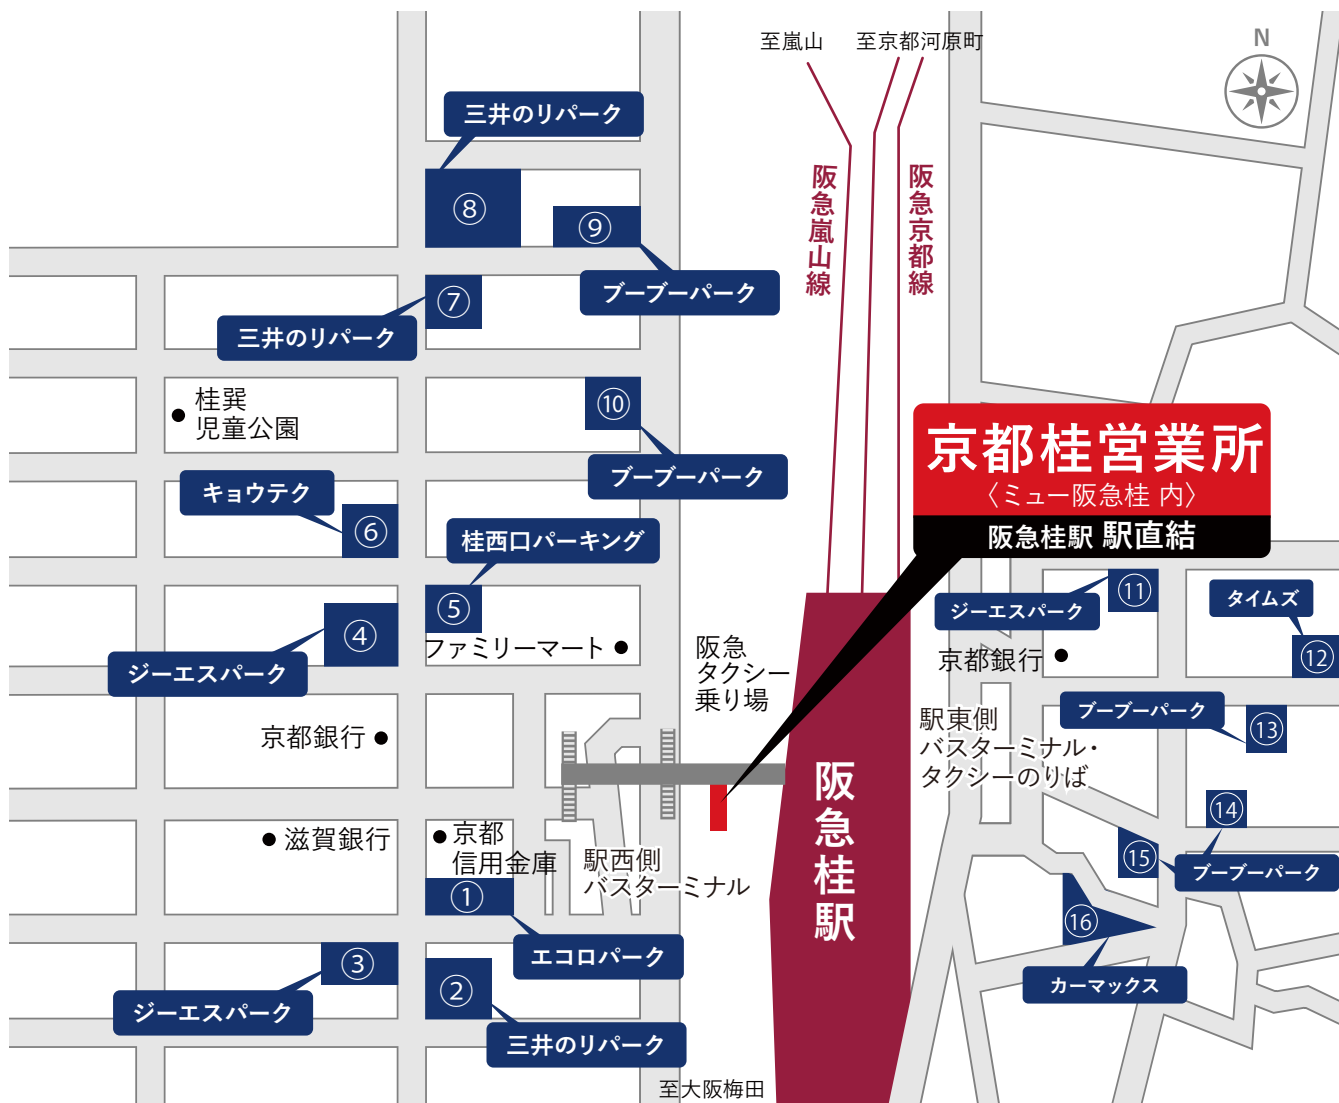 至嵐山
至京都河原町
N
三井のリパーク
⑧
⑨
阪急嵐山線
阪急京都線
ブーブーパーク
⑦
三井のリパーク
桂巽
児童公園
⑩
ブーブーパーク
京都桂営業所
〈ミュー阪急桂 内〉
阪急桂駅 駅直結
キョウテク
⑥
桂西口パーキング
⑤
④
ファミリーマート
ジーエスパーク
阪急
タクシー
乗り場
ジーエスパーク
⑪
タイムズ
京都銀行
⑫
京都銀行
駅東側
バスターミナル・
タクシーのりば
ブーブーパーク
⑬
阪急桂駅
滋賀銀行
京都
信用金庫
駅西側
バスターミナル
⑭
⑮
ブーブーパーク
①
エコロパーク
⑯
カーマックス
③
ジーエスパーク
②
三井のリパーク
至大阪梅田